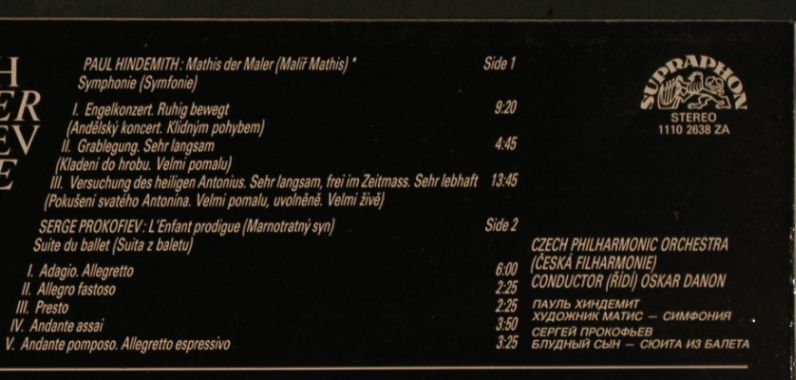 H
ER
EV
E
PAUL HINDEMITH: Mathis der Maler (Malíř Mathis) * Side 1
Symphonie (Symfonie)
I. Engelkonzert. Ruhig bewegt 9:20
(Andělský koncert. Klidným pohybem)
II. Grablegung. Sehr langsam 4:45
(Kladení do hrobu. Velmi pomalu)
III. Versuchung des heiligen Antonius. Sehr langsam, frei im Zeitmass. Sehr lebhaft 13:45
(Pokušení svatého Antonína. Velmi pomalu, uvolněně. Velmi živě)
SERGE PROKOFIEV: L'Enfant prodigue (Marnotratný syn) Side 2
Suite du ballet (Suita z baletu)
I. Adagio. Allegretto 6:00
II. Allegro fastoso 2:25
III. Presto 2:25
IV. Andante assai 3:50
V. Andante pomposo. Allegretto espressivo 3:25
SUPRAPHON
STEREO
1110 2638 ZA
CZECH PHILHARMONIC ORCHESTRA
(ČESKÁ FILHARMONIE)
CONDUCTOR (ŘÍDÍ) OSKAR DANON
ПАУЛЬ ХИНДЕМИТ
ХУДОЖНИК МАТИС — СИМФОНИЯ
СЕРГЕЙ ПРОКОФЬЕВ
БЛУДНЫЙ СЫН — СЮИТА ИЗ БАЛЕТА